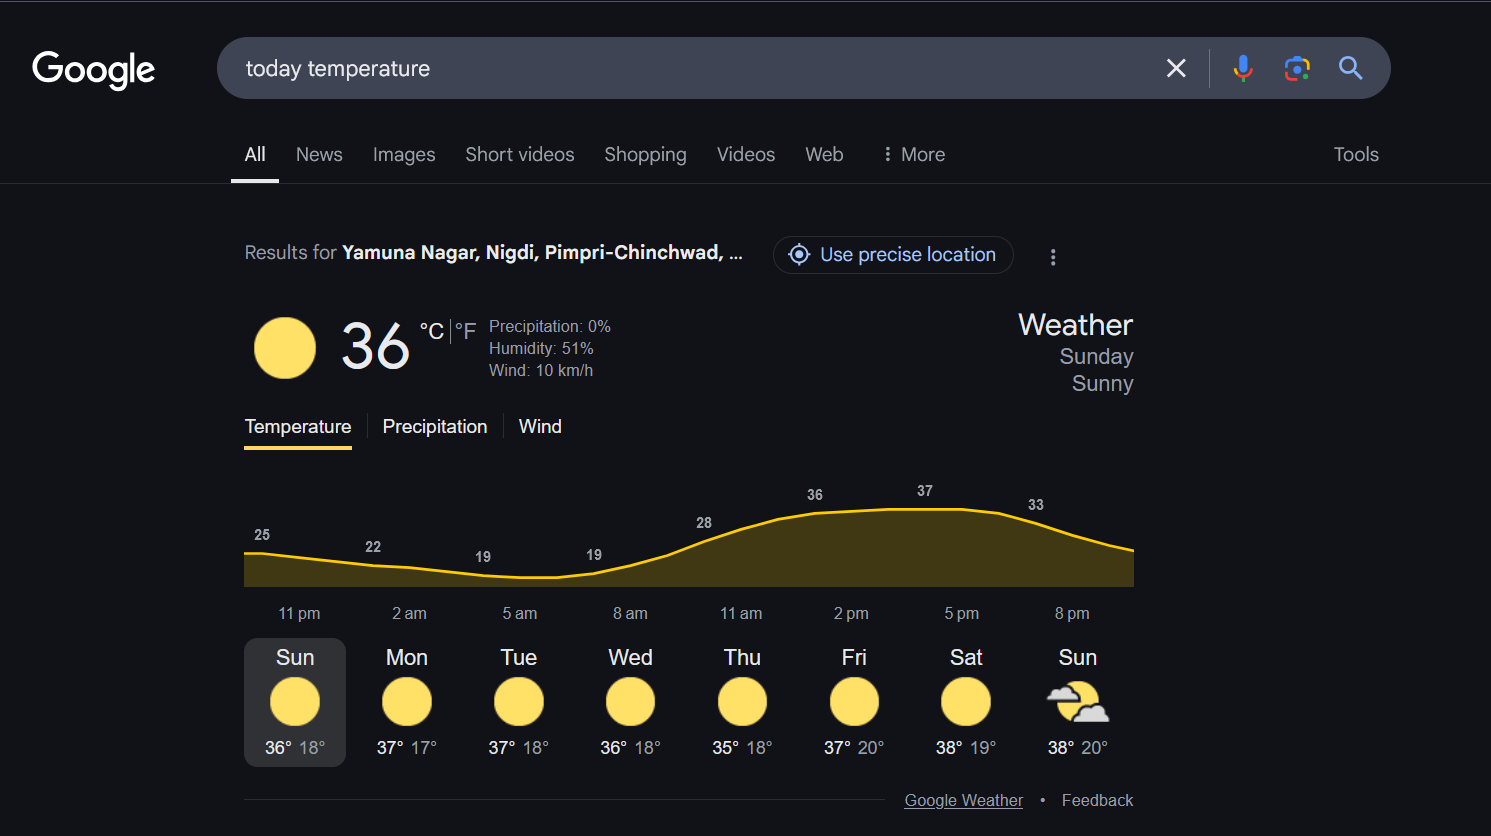 Google
today temperature
All News Images Short videos Shopping Videos Web More Tools
Results for Yamuna Nagar, Nigdi, Pimpri-Chinchwad, ... Use precise location
36 °C | °F
Precipitation: 0%
Humidity: 51%
Wind: 10 km/h
Weather
Sunday
Sunny
Temperature Precipitation Wind
25 22 19 19 28 36 37 33
11 pm 2 am 5 am 8 am 11 am 2 pm 5 pm 8 pm
Sun Mon Tue Wed Thu Fri Sat Sun
36° 18° 37° 17° 37° 18° 36° 18° 35° 18° 37° 20° 38° 19° 38° 20°
Google Weather • Feedback